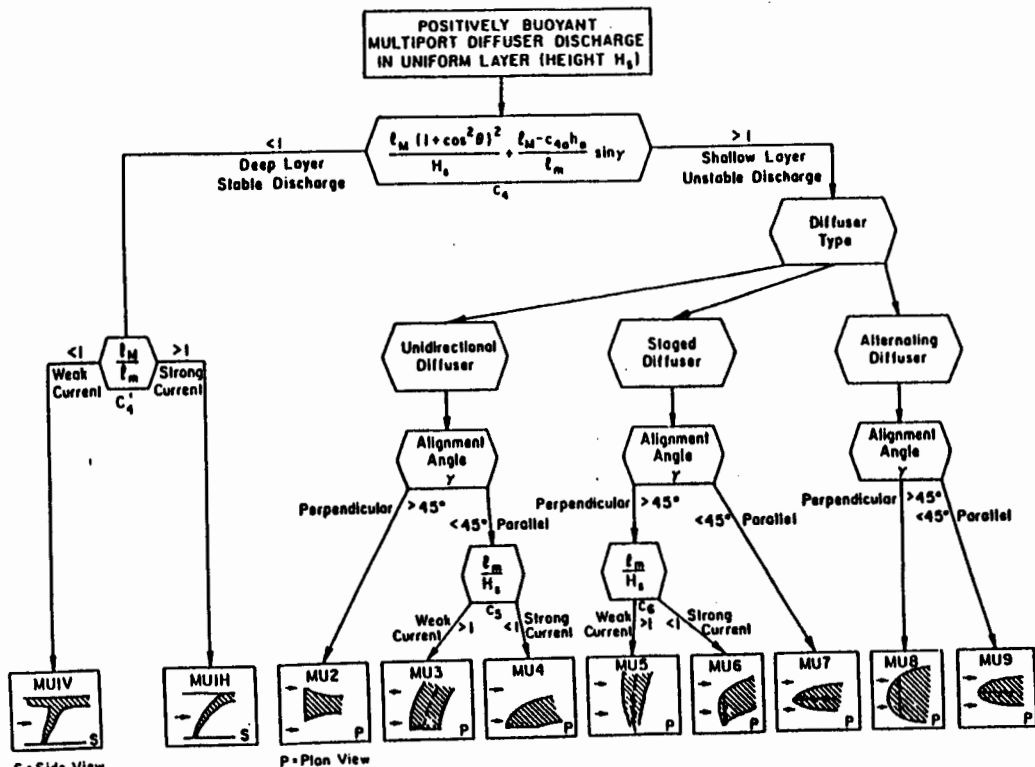 POSITIVELY BUOYANT
MULTIPORT DIFFUSER DISCHARGE
IN UNIFORM LAYER (HEIGHT Hs)
<1
Deep Layer
Stable Discharge
ℓM (1+cos²θ)² / Hs + (ℓM-c4aho) / ℓm sinγ
C4
>1
Shallow Layer
Unstable Discharge
Diffuser
Type
<1
Weak
Current
ℓM / ℓm
C4'
>1
Strong
Current
Unidirectional
Diffuser
Staged
Diffuser
Alternating
Diffuser
Alignment
Angle
γ
Alignment
Angle
γ
Alignment
Angle
γ
Perpendicular >45°
<45° Parallel
Perpendicular >45°
<45° Parallel
Perpendicular >45°
<45° Parallel
ℓm / Hs
C5
Weak
Current >1
<1 Strong
Current
ℓm / Hs
C6
Weak
Current >1
<1 Strong
Current
MU1V
S
MU1H
S
MU2
P
MU3
P
MU4
P
MU5
P
MU6
P
MU7
P
MU8
P
MU9
P
S=Side View
P=Plan View